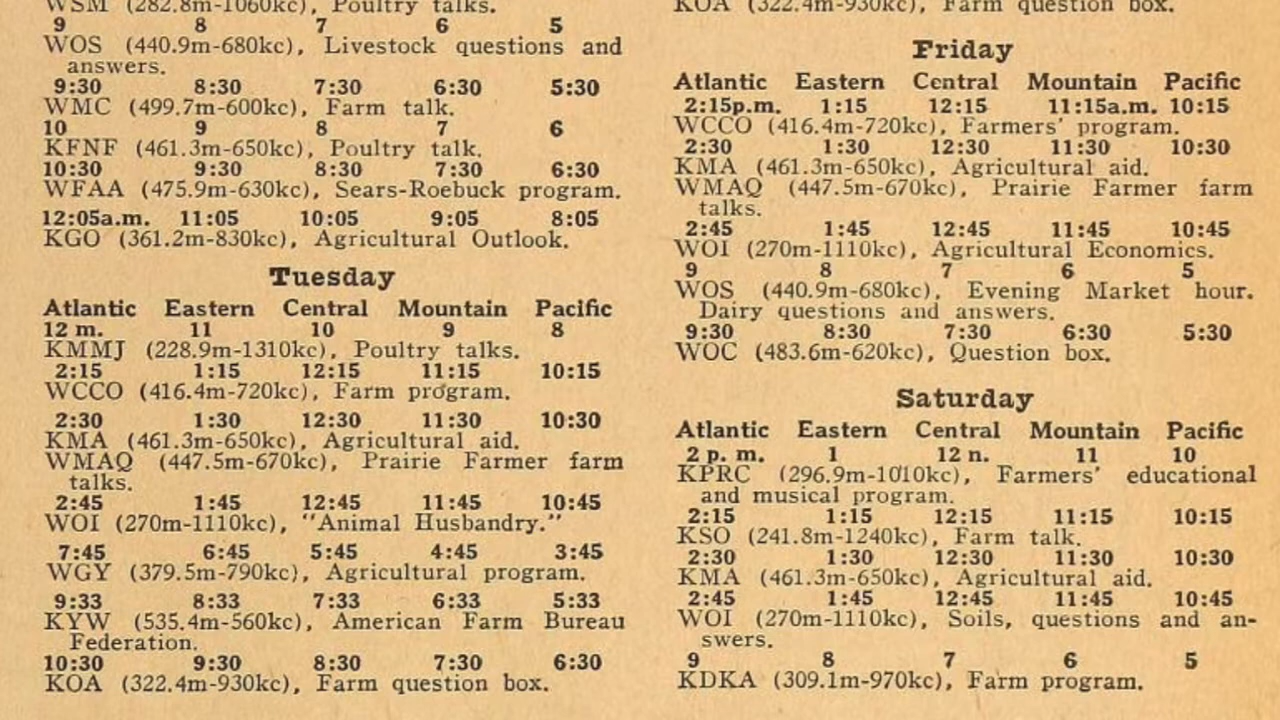 WSM (282.8m-1060kc), Poultry talks.
9 8 7 6 5
WOS (440.9m-680kc), Livestock questions and
answers.
9:30 8:30 7:30 6:30 5:30
WMC (499.7m-600kc), Farm talk.
10 9 8 7 6
KFNF (461.3m-650kc), Poultry talk.
10:30 9:30 8:30 7:30 6:30
WFAA (475.9m-630kc), Sears-Roebuck program.
12:05a.m. 11:05 10:05 9:05 8:05
KGO (361.2m-830kc), Agricultural Outlook.
Tuesday
Atlantic Eastern Central Mountain Pacific
12 m. 11 10 9 8
KMMJ (228.9m-1310kc), Poultry talks.
2:15 1:15 12:15 11:15 10:15
WCCO (416.4m-720kc), Farm program.
2:30 1:30 12:30 11:30 10:30
KMA (461.3m-650kc), Agricultural aid.
WMAQ (447.5m-670kc), Prairie Farmer farm
talks.
2:45 1:45 12:45 11:45 10:45
WOI (270m-1110kc), "Animal Husbandry."
7:45 6:45 5:45 4:45 3:45
WGY (379.5m-790kc), Agricultural program.
9:33 8:33 7:33 6:33 5:33
KYW (535.4m-560kc), American Farm Bureau
Federation.
10:30 9:30 8:30 7:30 6:30
KOA (322.4m-930kc), Farm question box.
KOA (322.4m-930kc), Farm question box.
Friday
Atlantic Eastern Central Mountain Pacific
2:15p.m. 1:15 12:15 11:15a.m. 10:15
WCCO (416.4m-720kc), Farmers' program.
2:30 1:30 12:30 11:30 10:30
KMA (461.3m-650kc), Agricultural aid.
WMAQ (447.5m-670kc), Prairie Farmer farm
talks.
2:45 1:45 12:45 11:45 10:45
WOI (270m-1110kc), Agricultural Economics.
9 8 7 6 5
WOS (440.9m-680kc), Evening Market hour.
Dairy questions and answers.
9:30 8:30 7:30 6:30 5:30
WOC (483.6m-620kc), Question box.
Saturday
Atlantic Eastern Central Mountain Pacific
2 p. m. 1 12 n. 11 10
KPRC (296.9m-1010kc), Farmers' educational
and musical program.
2:15 1:15 12:15 11:15 10:15
KSO (241.8m-1240kc), Farm talk.
2:30 1:30 12:30 11:30 10:30
KMA (461.3m-650kc), Agricultural aid.
2:45 1:45 12:45 11:45 10:45
WOI (270m-1110kc), Soils, questions and an-
swers.
9 8 7 6 5
KDKA (309.1m-970kc), Farm program.